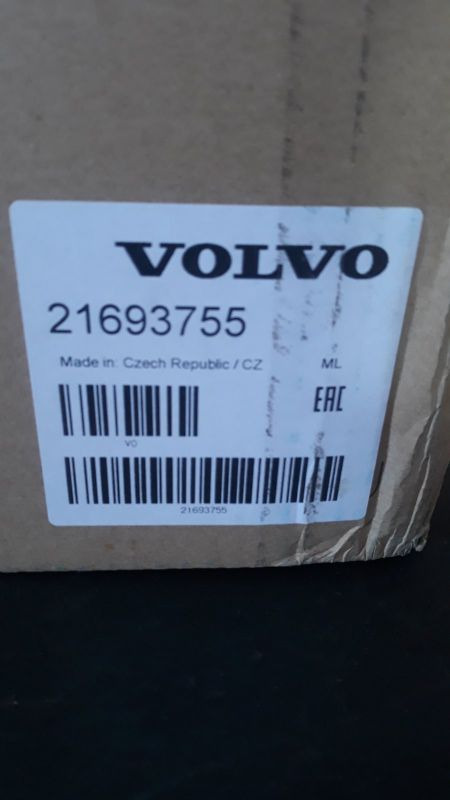 VOLVO
21693755
Made in: Czech Republic / CZ ML
EAC
VO
21693755